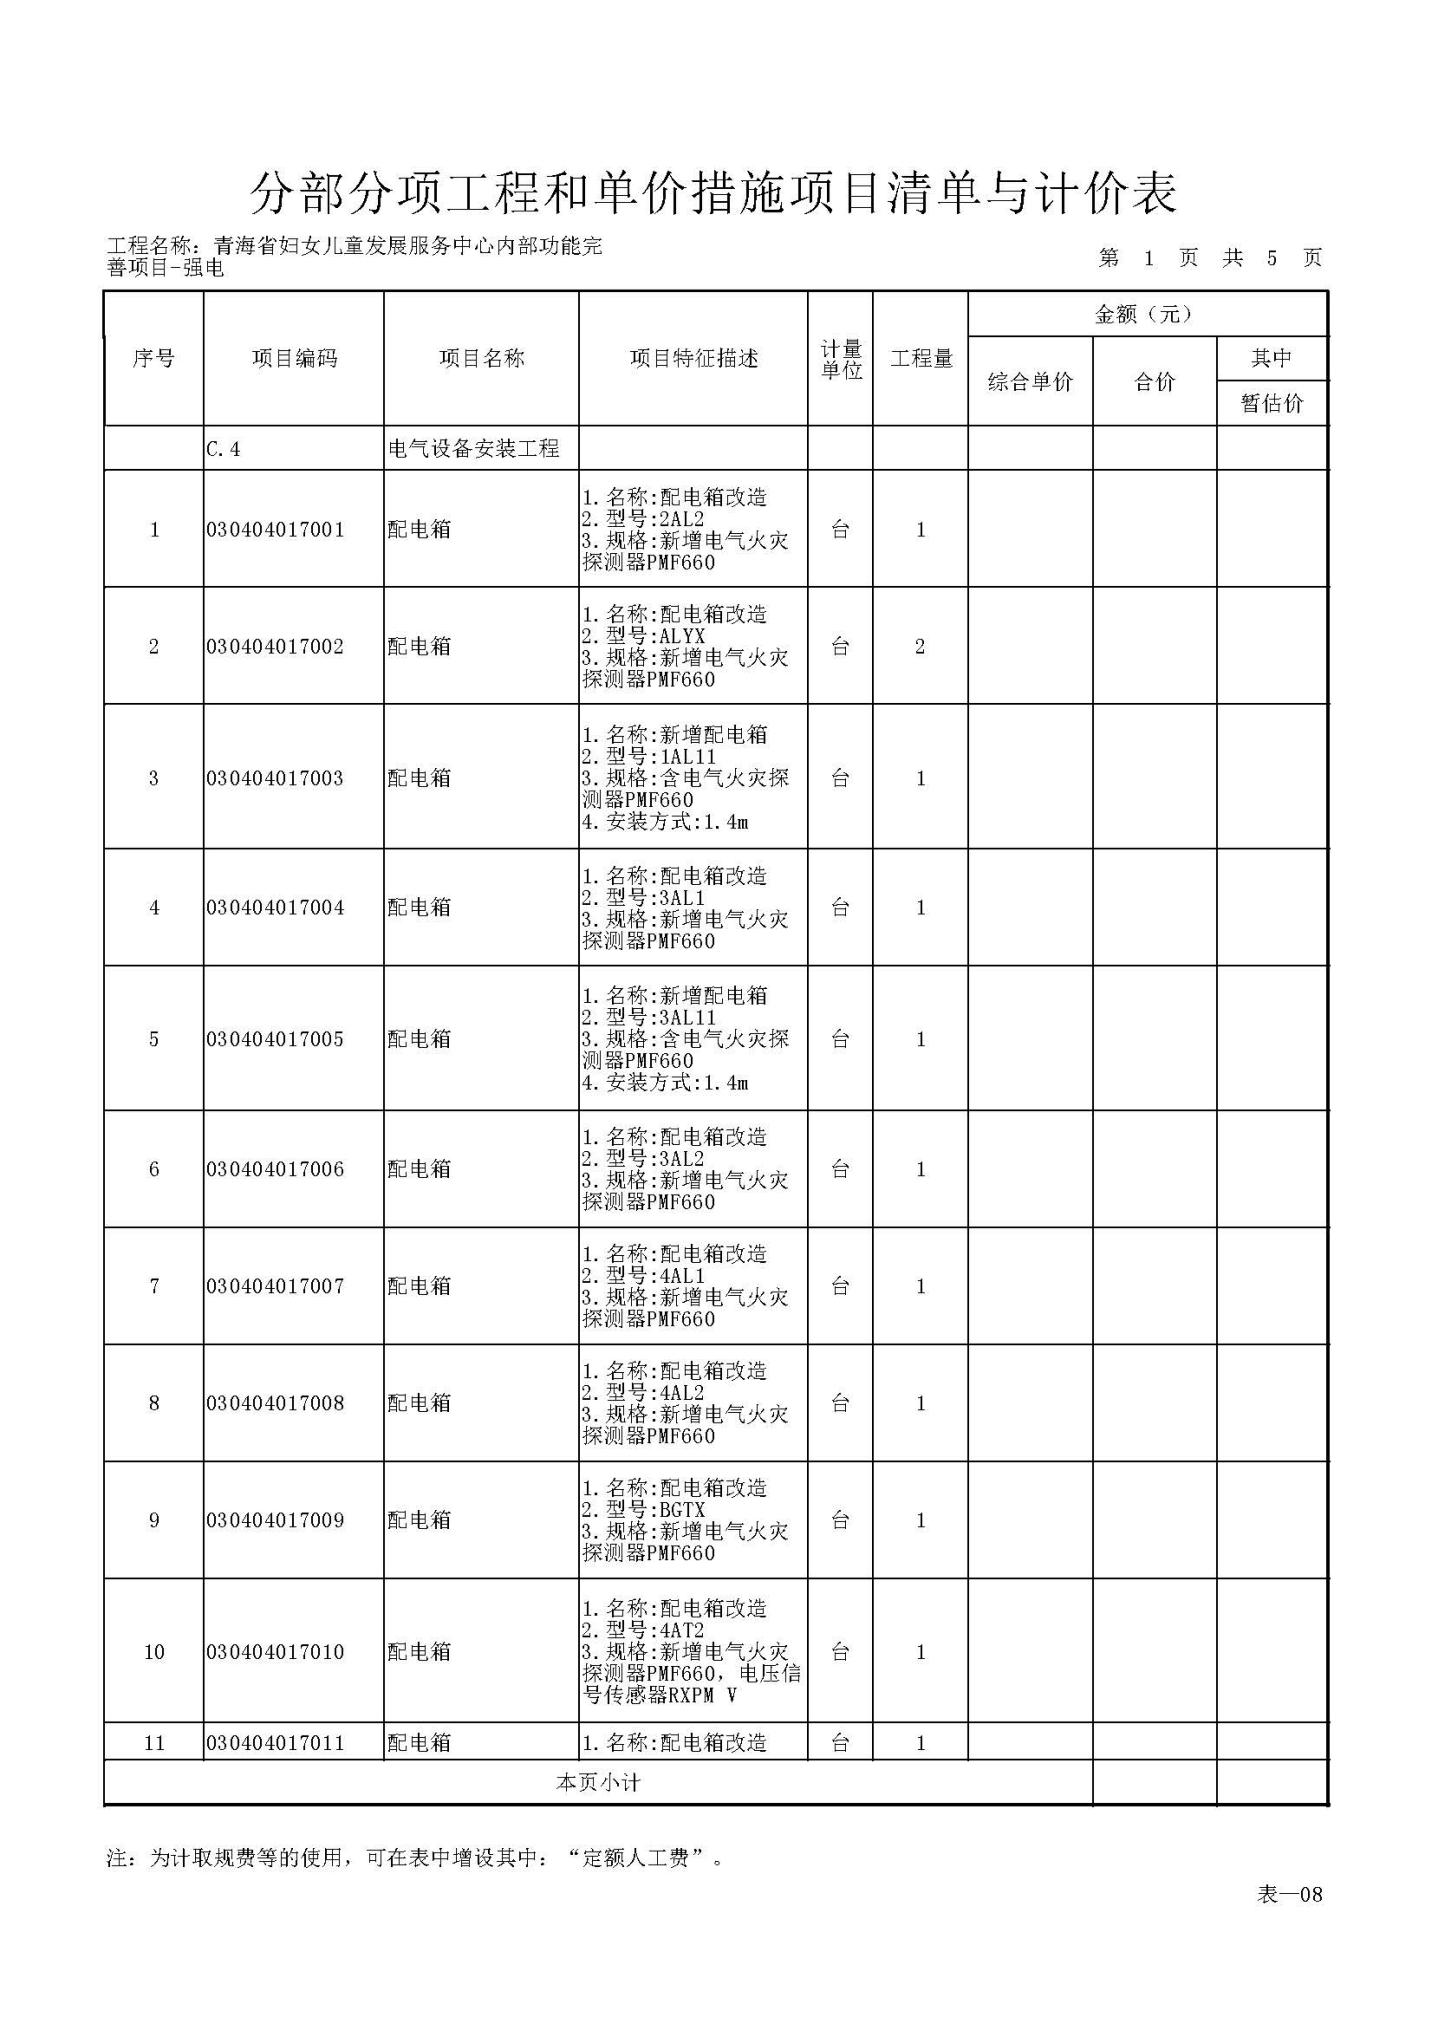 分部分项工程和单价措施项目清单与计价表
工程名称：青海省妇女儿童发展服务中心内部功能完
善项目-强电
第 1 页 共 5 页
序号 项目编码 项目名称 项目特征描述 计量单位 工程量 金额（元）
综合单价 合价 其中
暂估价
C.4 电气设备安装工程
1 030404017001 配电箱 1.名称:配电箱改造
2.型号:2AL2
3.规格:新增电气火灾
探测器PMF660 台 1
2 030404017002 配电箱 1.名称:配电箱改造
2.型号:ALYX
3.规格:新增电气火灾
探测器PMF660 台 2
3 030404017003 配电箱 1.名称:新增配电箱
2.型号:1AL11
3.规格:含电气火灾探
测器PMF660
4.安装方式:1.4m 台 1
4 030404017004 配电箱 1.名称:配电箱改造
2.型号:3AL1
3.规格:新增电气火灾
探测器PMF660 台 1
5 030404017005 配电箱 1.名称:新增配电箱
2.型号:3AL11
3.规格:含电气火灾探
测器PMF660
4.安装方式:1.4m 台 1
6 030404017006 配电箱 1.名称:配电箱改造
2.型号:3AL2
3.规格:新增电气火灾
探测器PMF660 台 1
7 030404017007 配电箱 1.名称:配电箱改造
2.型号:4AL1
3.规格:新增电气火灾
探测器PMF660 台 1
8 030404017008 配电箱 1.名称:配电箱改造
2.型号:4AL2
3.规格:新增电气火灾
探测器PMF660 台 1
9 030404017009 配电箱 1.名称:配电箱改造
2.型号:BGTX
3.规格:新增电气火灾
探测器PMF660 台 1
10 030404017010 配电箱 1.名称:配电箱改造
2.型号:4AT2
3.规格:新增电气火灾
探测器PMF660，电压信
号传感器RXPM V 台 1
11 030404017011 配电箱 1.名称:配电箱改造 台 1
本页小计
注：为计取规费等的使用，可在表中增设其中：“定额人工费”。
表—08